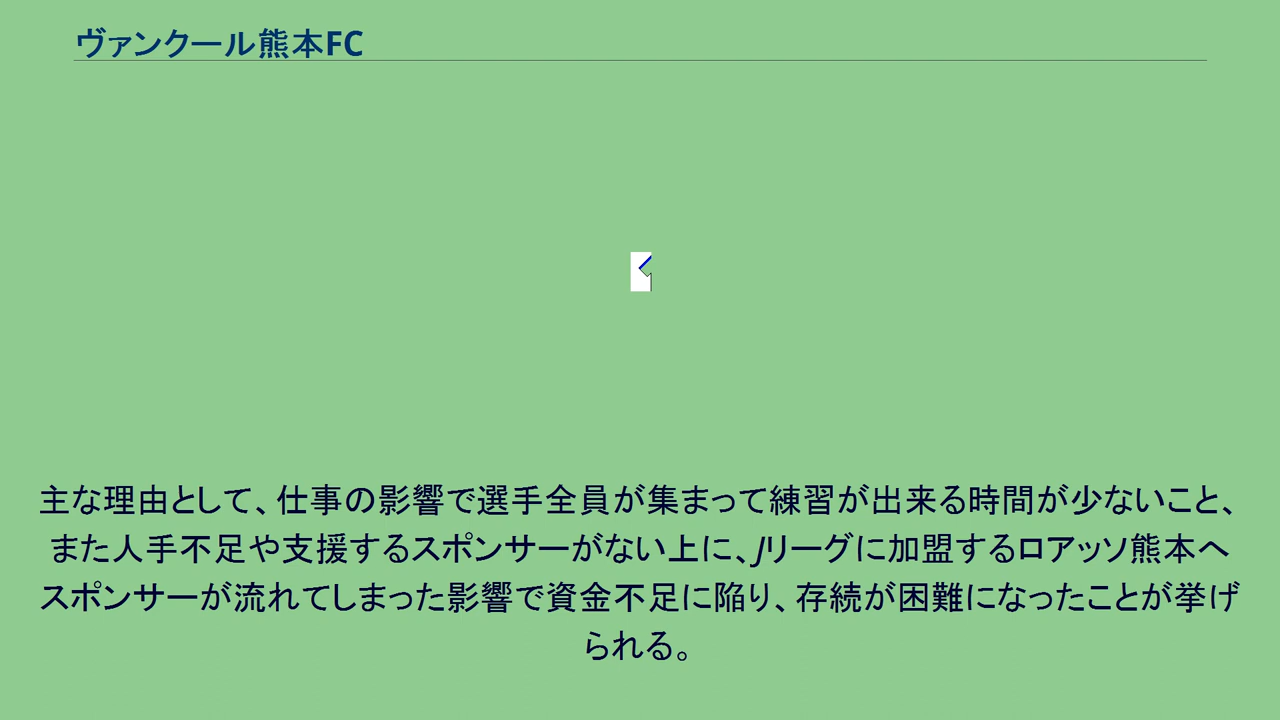 ヴァンクール熊本FC
主な理由として、仕事の影響で選手全員が集まって練習が出来る時間が少ないこと、
また人手不足や支援するスポンサーがない上に、Jリーグに加盟するロアッソ熊本へ
スポンサーが流れてしまった影響で資金不足に陥り、存続が困難になったことが挙げ
られる。